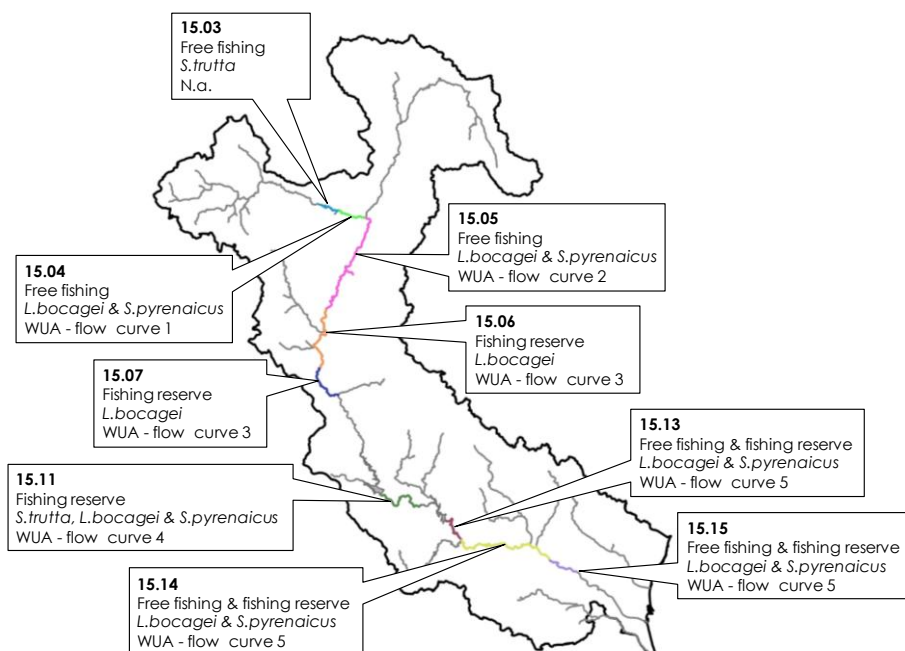 15.03
Free fishing
S.trutta
N.a.
15.05
Free fishing
L.bocagei & S.pyrenaicus
WUA - flow curve 2
15.04
Free fishing
L.bocagei & S.pyrenaicus
WUA - flow curve 1
15.06
Fishing reserve
L.bocagei
WUA - flow curve 3
15.07
Fishing reserve
L.bocagei
WUA - flow curve 3
15.13
Free fishing & fishing reserve
L.bocagei & S.pyrenaicus
WUA - flow curve 5
15.11
Fishing reserve
S.trutta, L.bocagei & S.pyrenaicus
WUA - flow curve 4
15.15
Free fishing & fishing reserve
L.bocagei & S.pyrenaicus
WUA - flow curve 5
15.14
Free fishing & fishing reserve
L.bocagei & S.pyrenaicus
WUA - flow curve 5